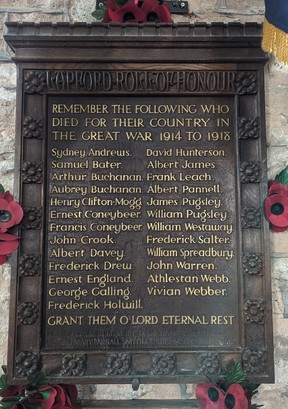 LAPFORD ROLL OF HONOUR
REMEMBER THE FOLLOWING WHO
DIED FOR THEIR COUNTRY IN
THE GREAT WAR 1914 TO 1918
Sydney Andrews. David Hunterson.
Samuel Bater. Albert James.
Arthur Buchanan. Frank Leach.
Aubrey Buchanan. Albert Pannell.
Henry Clifton-Mogg. James Pugsley.
Ernest Coneybeer. William Pugsley.
Francis Coneybeer. William Westaway.
John Crook. Frederick Salter.
Albert Davey. William Spreadbury.
Frederick Drew. John Warren.
Ernest England. Athlestan Webb.
George Galling. Vivian Webber.
Frederick Holwill.
GRANT THEM O'LORD ETERNAL REST